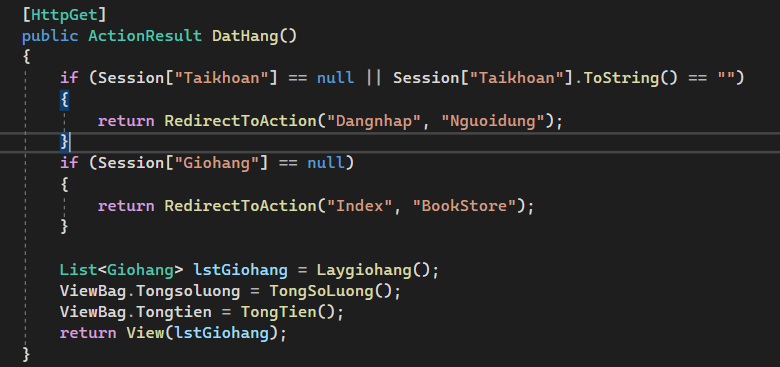 [HttpGet]
public ActionResult DatHang()
{
if (Session["Taikhoan"] == null || Session["Taikhoan"].ToString() == "")
{
return RedirectToAction("Dangnhap", "Nguoidung");
}
if (Session["Giohang"] == null)
{
return RedirectToAction("Index", "BookStore");
}
List<Giohang> lstGiohang = Laygiohang();
ViewBag.Tongsoluong = TongSoLuong();
ViewBag.Tongtien = TongTien();
return View(lstGiohang);
}